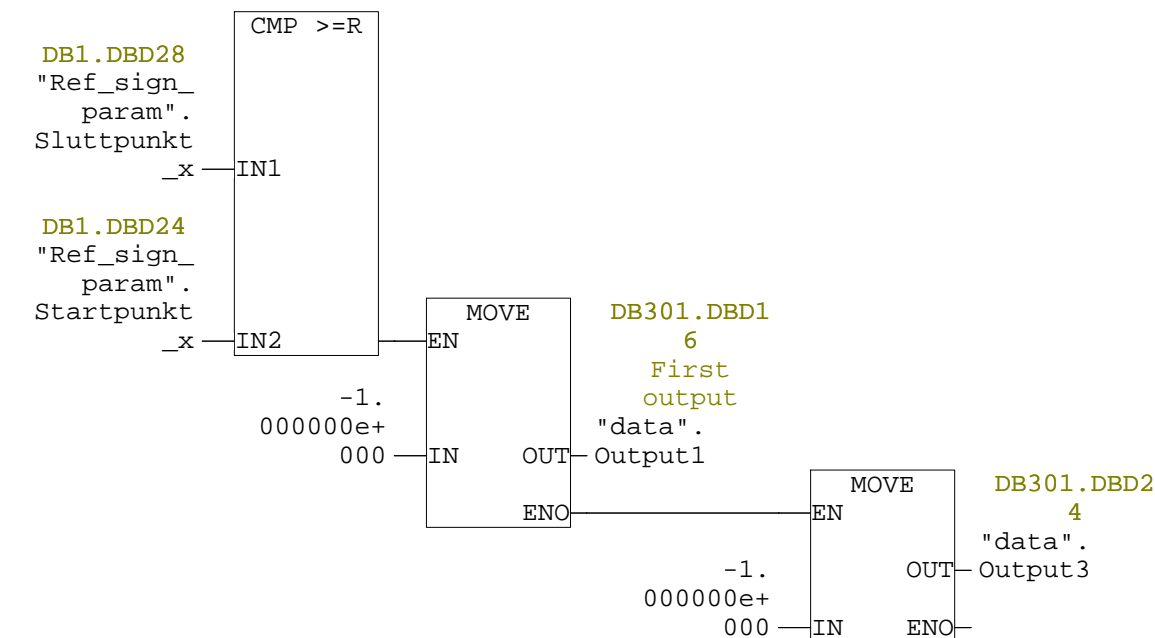 CMP >=R
DB1.DBD28
"Ref_sign_
param".
Sluttpunkt
_x
IN1
DB1.DBD24
"Ref_sign_
param".
Startpunkt
_x
IN2
MOVE
EN
DB301.DBD1
6
First
output
"data".
Output1
-1.
000000e+
000
IN
OUT
ENO
MOVE
EN
DB301.DBD2
4
"data".
Output3
OUT
-1.
000000e+
000
IN
ENO